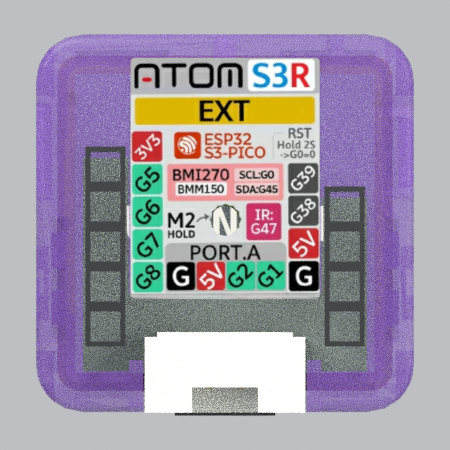 ATOM S3R
EXT
3V3
ESP32
S3-PICO
RST
Hold 2S
->G0=0
G5
BMI270
SCL:G0
G39
BMM150
SDA:G45
G6
M2
HOLD
N
IR:
G47
G38
G7
PORT.A
5V
G8
G
5V
G2
G1
G